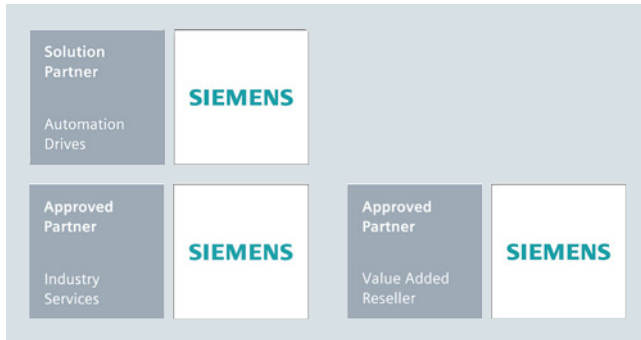 Solution
Partner
Automation
Drives
SIEMENS
Approved
Partner
Industry
Services
SIEMENS
Approved
Partner
Value Added
Reseller
SIEMENS